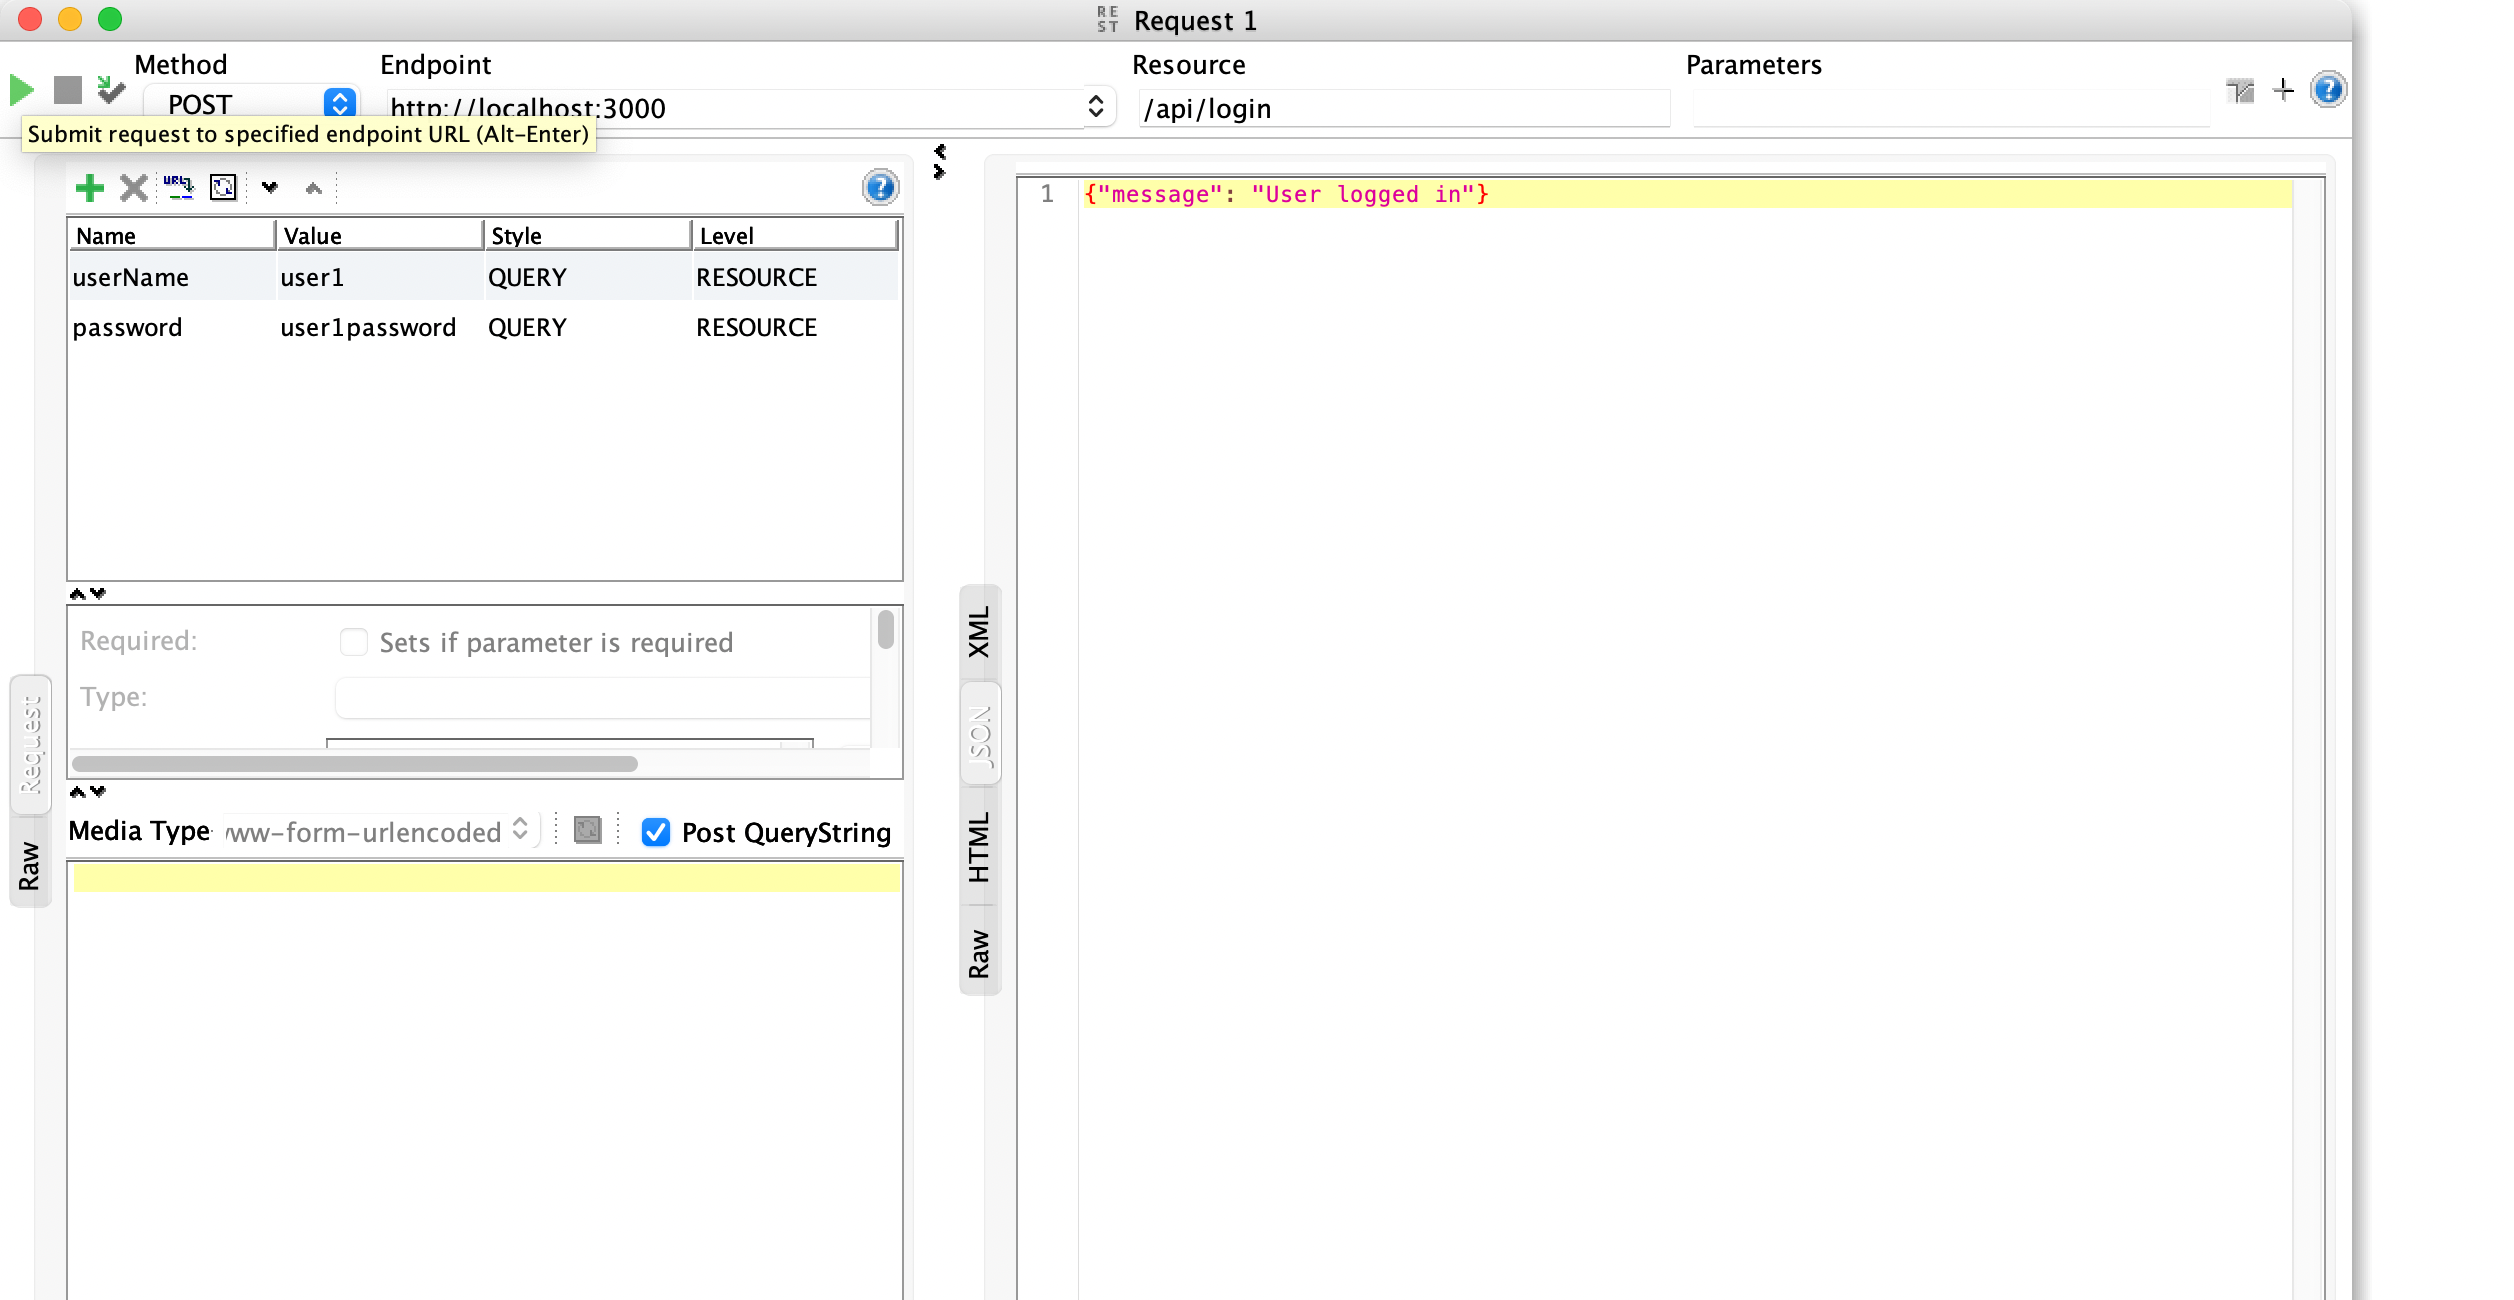 RE
ST
Request 1
Method
Endpoint
Resource
Parameters
POST
http://localhost:3000
/api/login
Submit request to specified endpoint URL (Alt-Enter)
URL
Name Value Style Level
userName user1 QUERY RESOURCE
password user1password QUERY RESOURCE
1 {"message": "User logged in"}
Required: Sets if parameter is required
Type:
Media Type ww-form-urlencoded Post QueryString
Request
Raw
XML
JSON
HTML
Raw